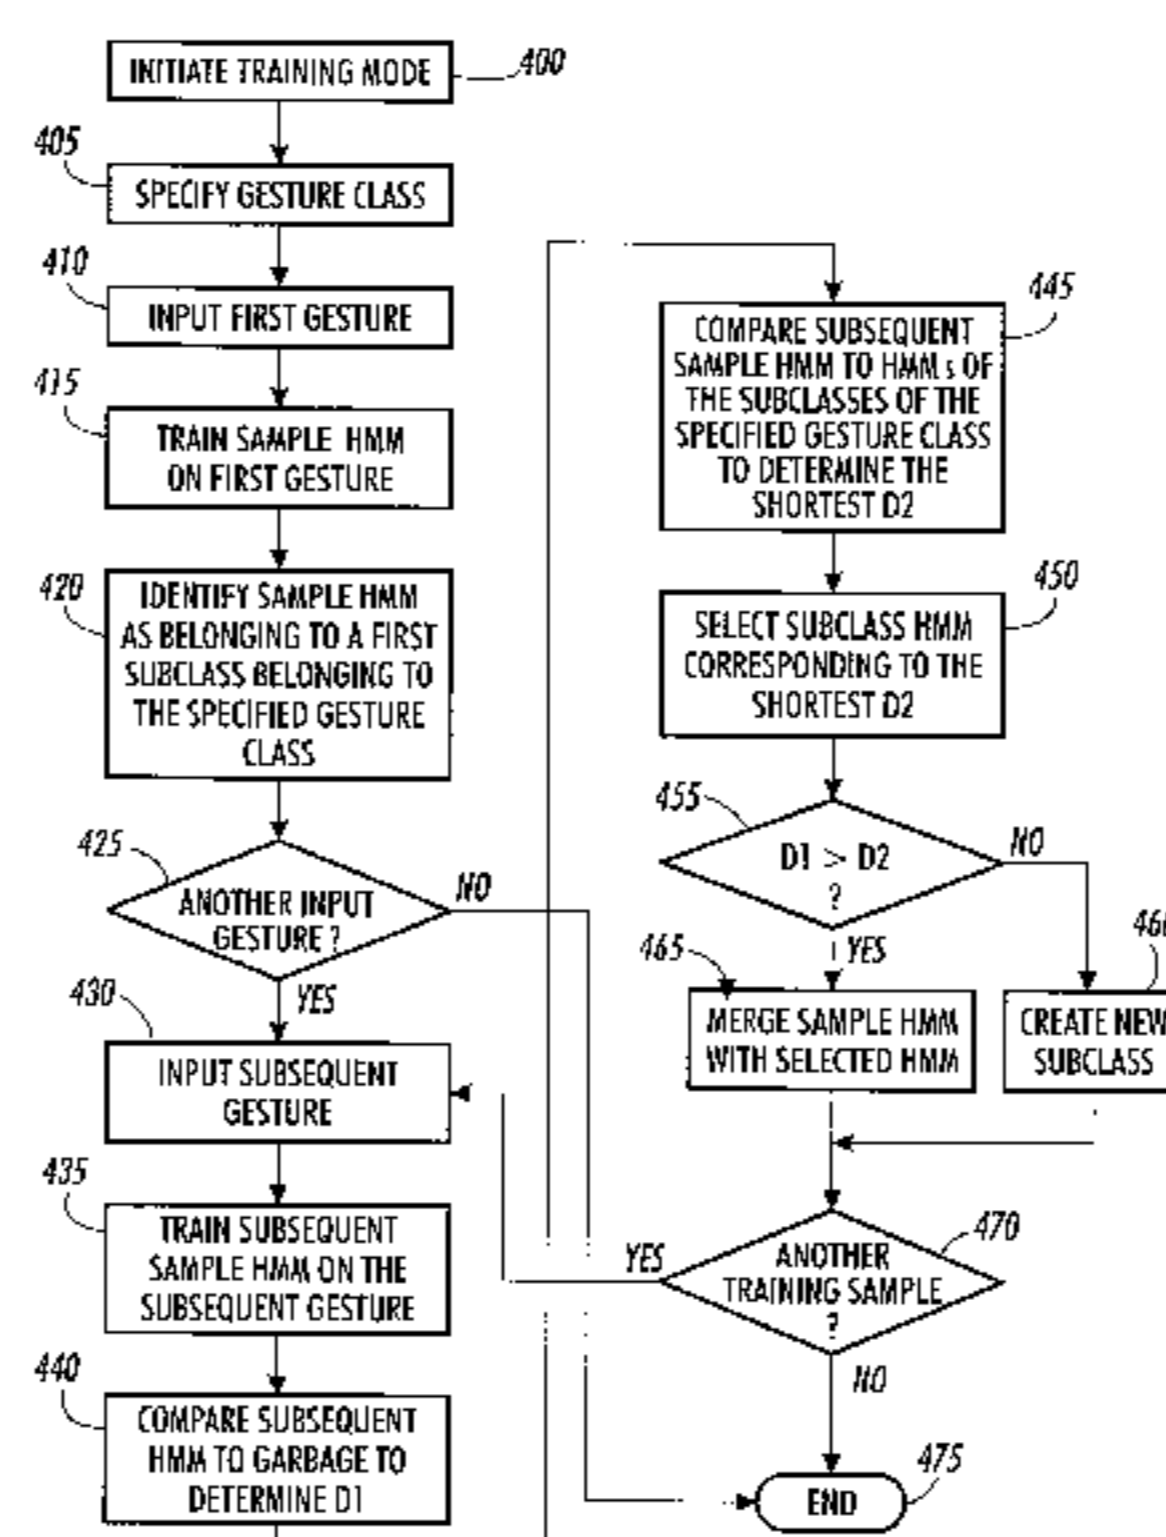 INITIATE TRAINING MODE
400
405
SPECIFY GESTURE CLASS
410
INPUT FIRST GESTURE
415
TRAIN SAMPLE HMM
ON FIRST GESTURE
420
IDENTIFY SAMPLE HMM
AS BELONGING TO A FIRST
SUBCLASS BELONGING TO
THE SPECIFIED GESTURE
CLASS
425
ANOTHER INPUT
GESTURE ?
NO
YES
430
INPUT SUBSEQUENT
GESTURE
435
TRAIN SUBSEQUENT
SAMPLE HMM ON THE
SUBSEQUENT GESTURE
440
COMPARE SUBSEQUENT
HMM TO GARBAGE TO
DETERMINE D1
445
COMPARE SUBSEQUENT
SAMPLE HMM TO HMM s OF
THE SUBCLASSES OF THE
SPECIFIED GESTURE CLASS
TO DETERMINE THE
SHORTEST D2
450
SELECT SUBCLASS HMM
CORRESPONDING TO THE
SHORTEST D2
455
D1 > D2
?
NO
YES
465
MERGE SAMPLE HMM
WITH SELECTED HMM
460
CREATE NEW
SUBCLASS
470
ANOTHER
TRAINING SAMPLE
?
YES
NO
475
END